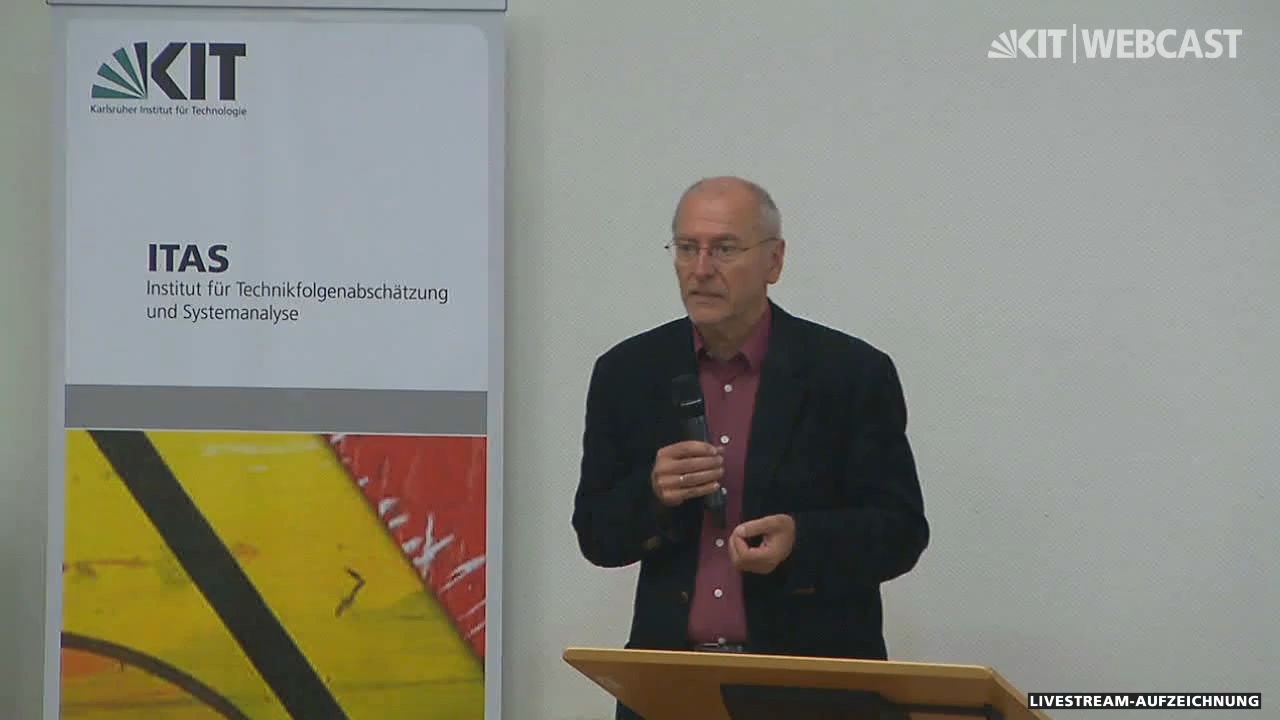 KIT
Karlsruher Institut für Technologie
ITAS
Institut für Technikfolgenabschätzung
und Systemanalyse
KIT | WEBCAST
LIVESTREAM-AUFZEICHNUNG